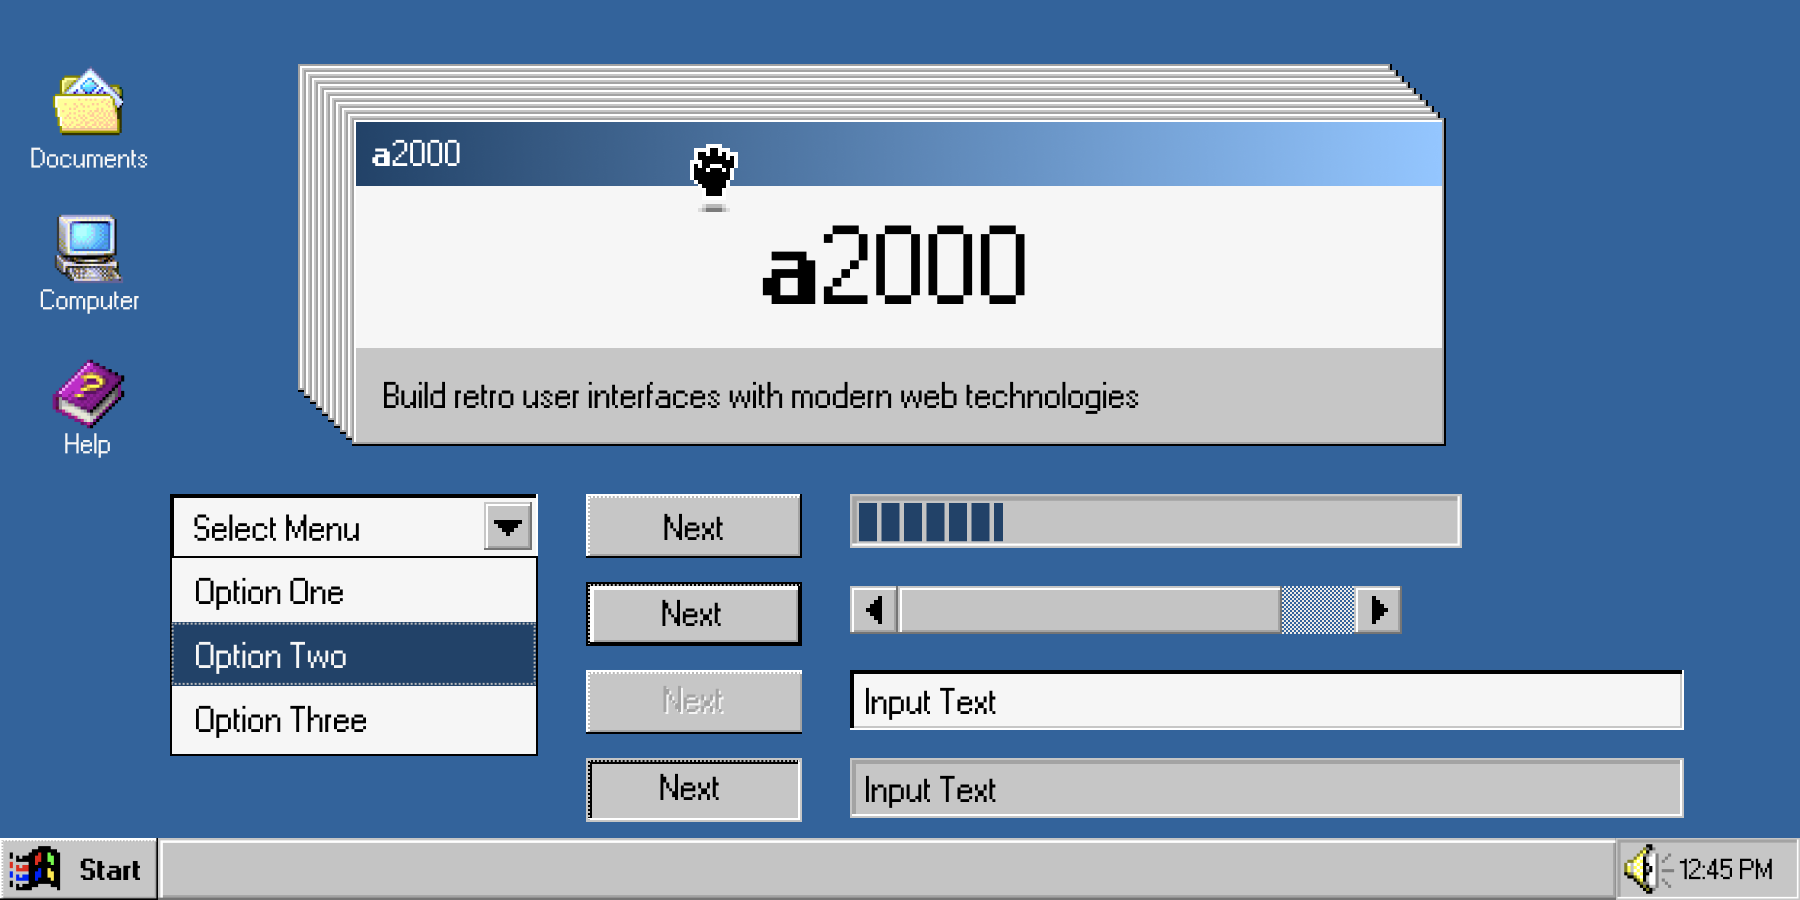 Documents
Computer
Help
a2000
a2000
Build retro user interfaces with modern web technologies
Select Menu
Option One
Option Two
Option Three
Next
Next
Next
Next
Input Text
Input Text
Start
12:45 PM